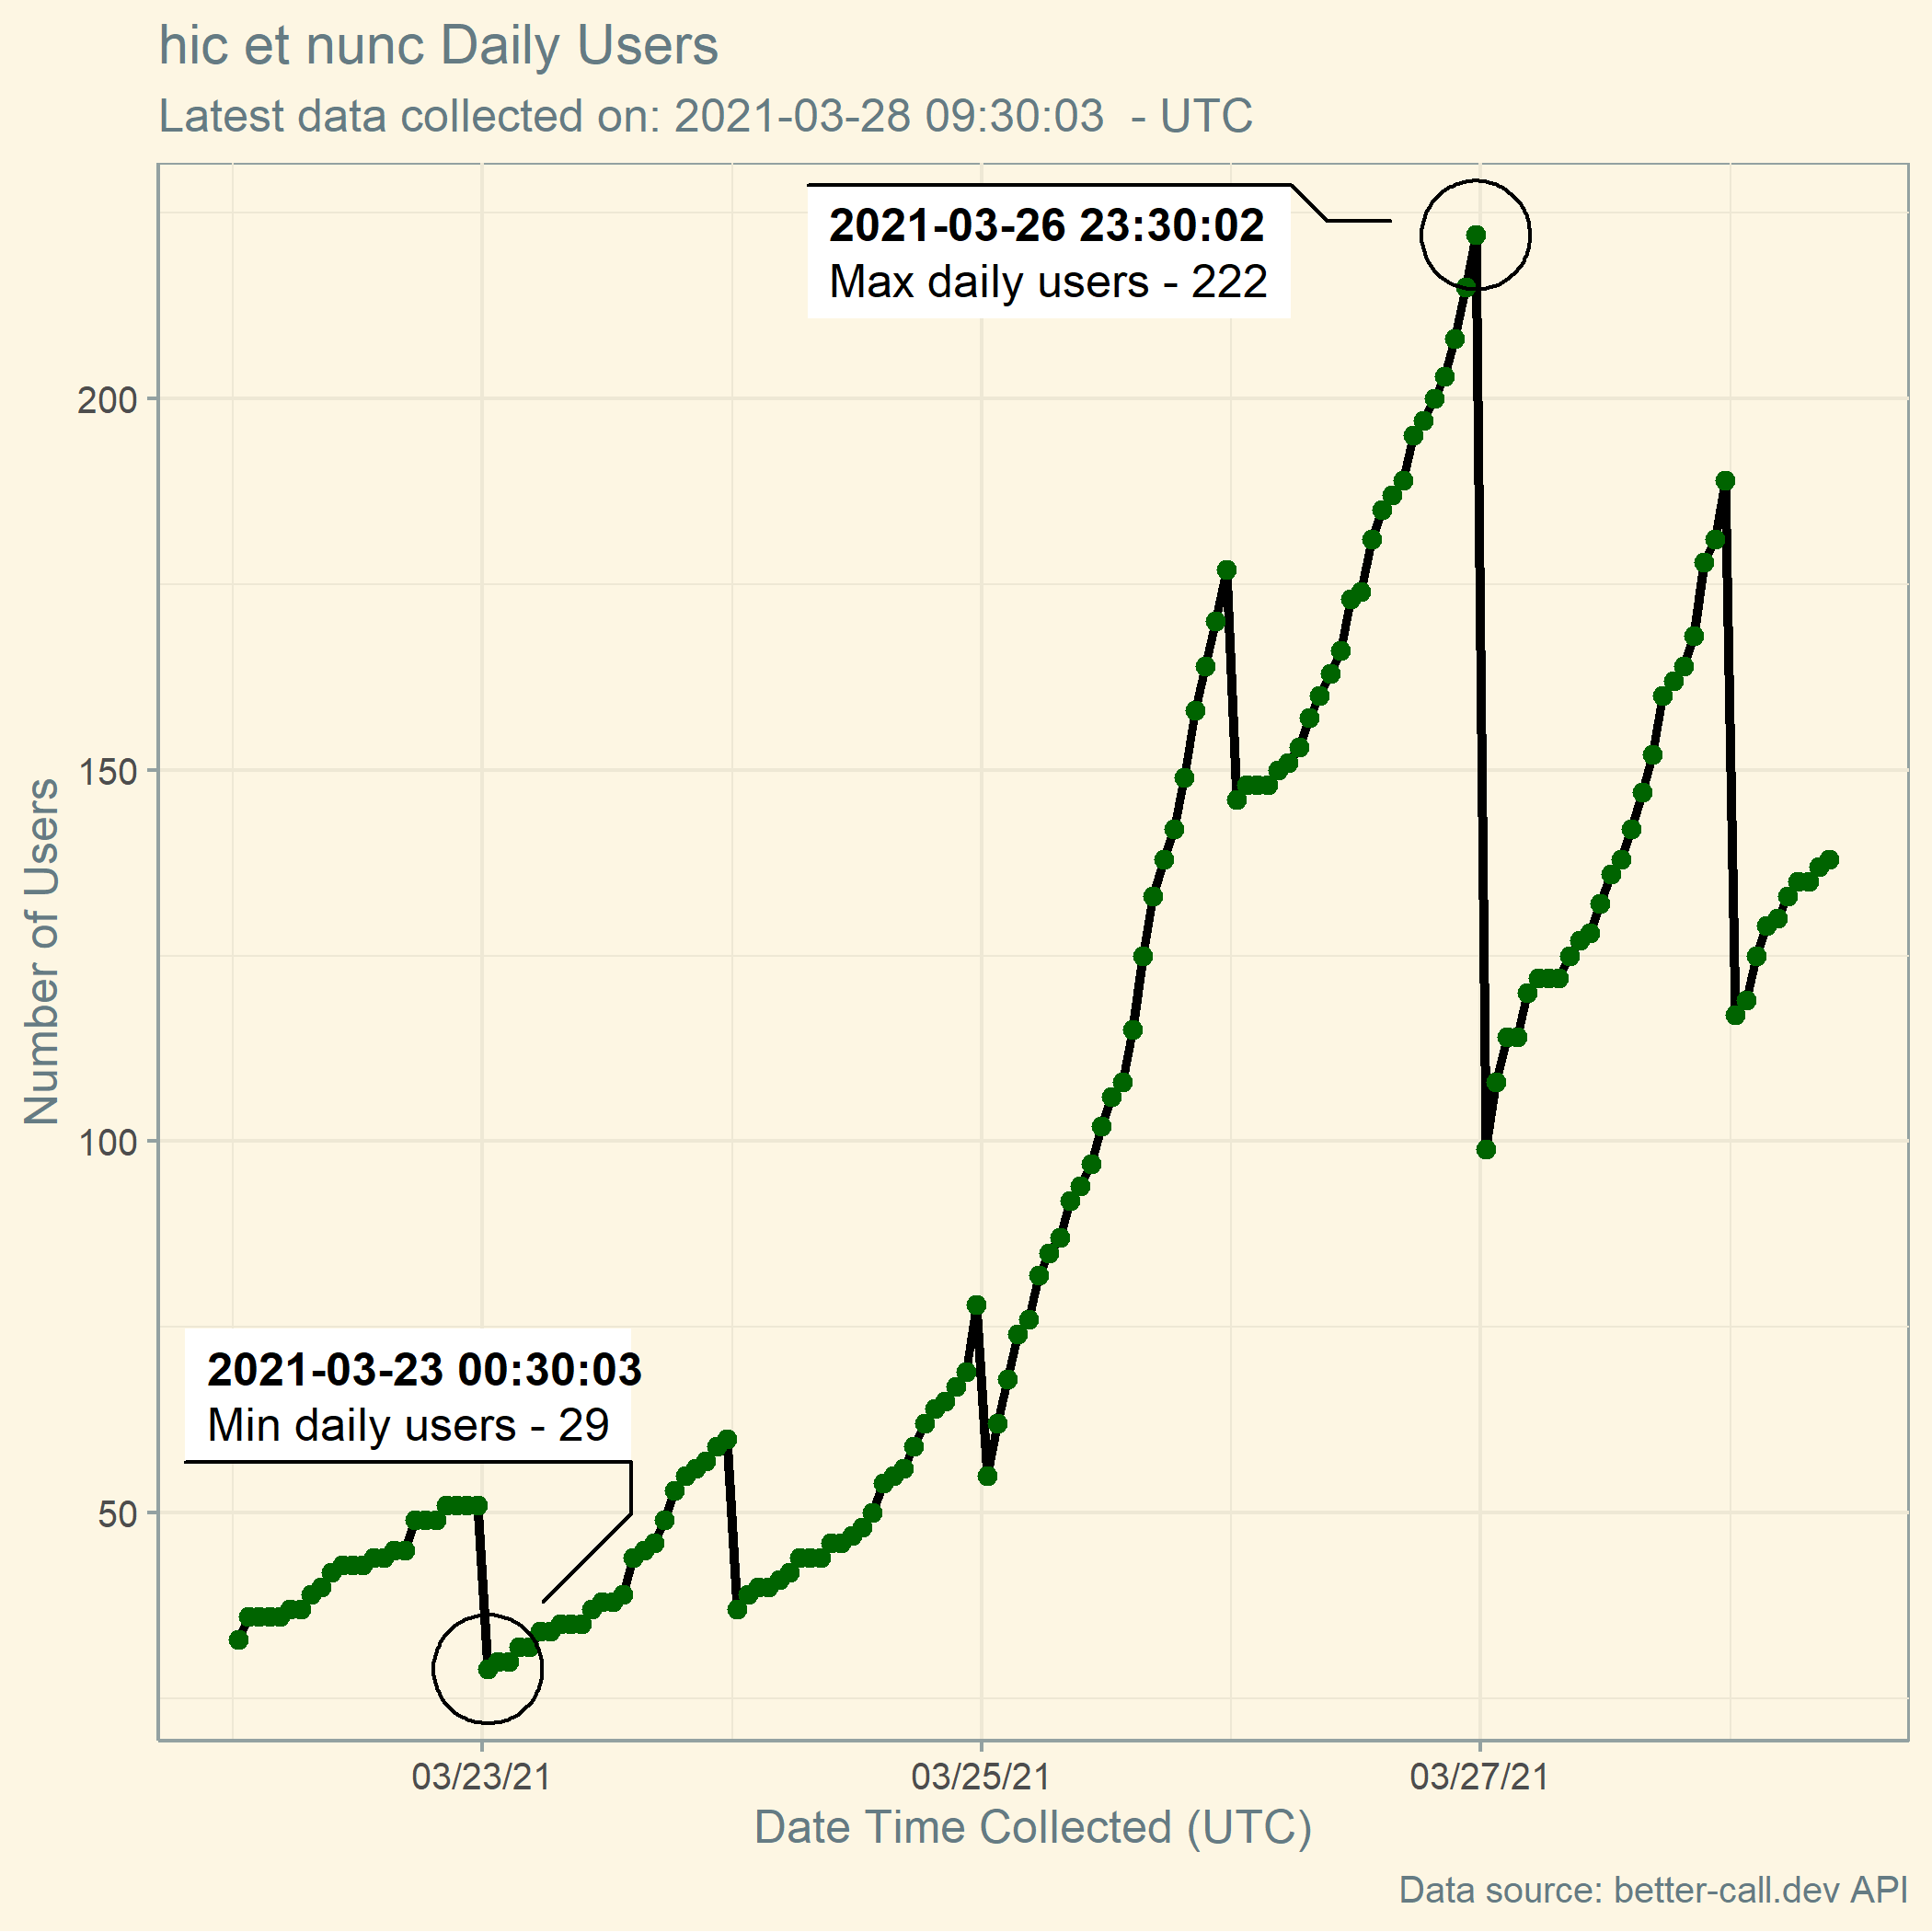 hic et nunc Daily Users
Latest data collected on: 2021-03-28 09:30:03  - UTC
2021-03-26 23:30:02
Max daily users - 222
200
150
100
50
Number of Users
2021-03-23 00:30:03
Min daily users - 29
03/23/21
03/25/21
03/27/21
Date Time Collected (UTC)
Data source: better-call.dev API